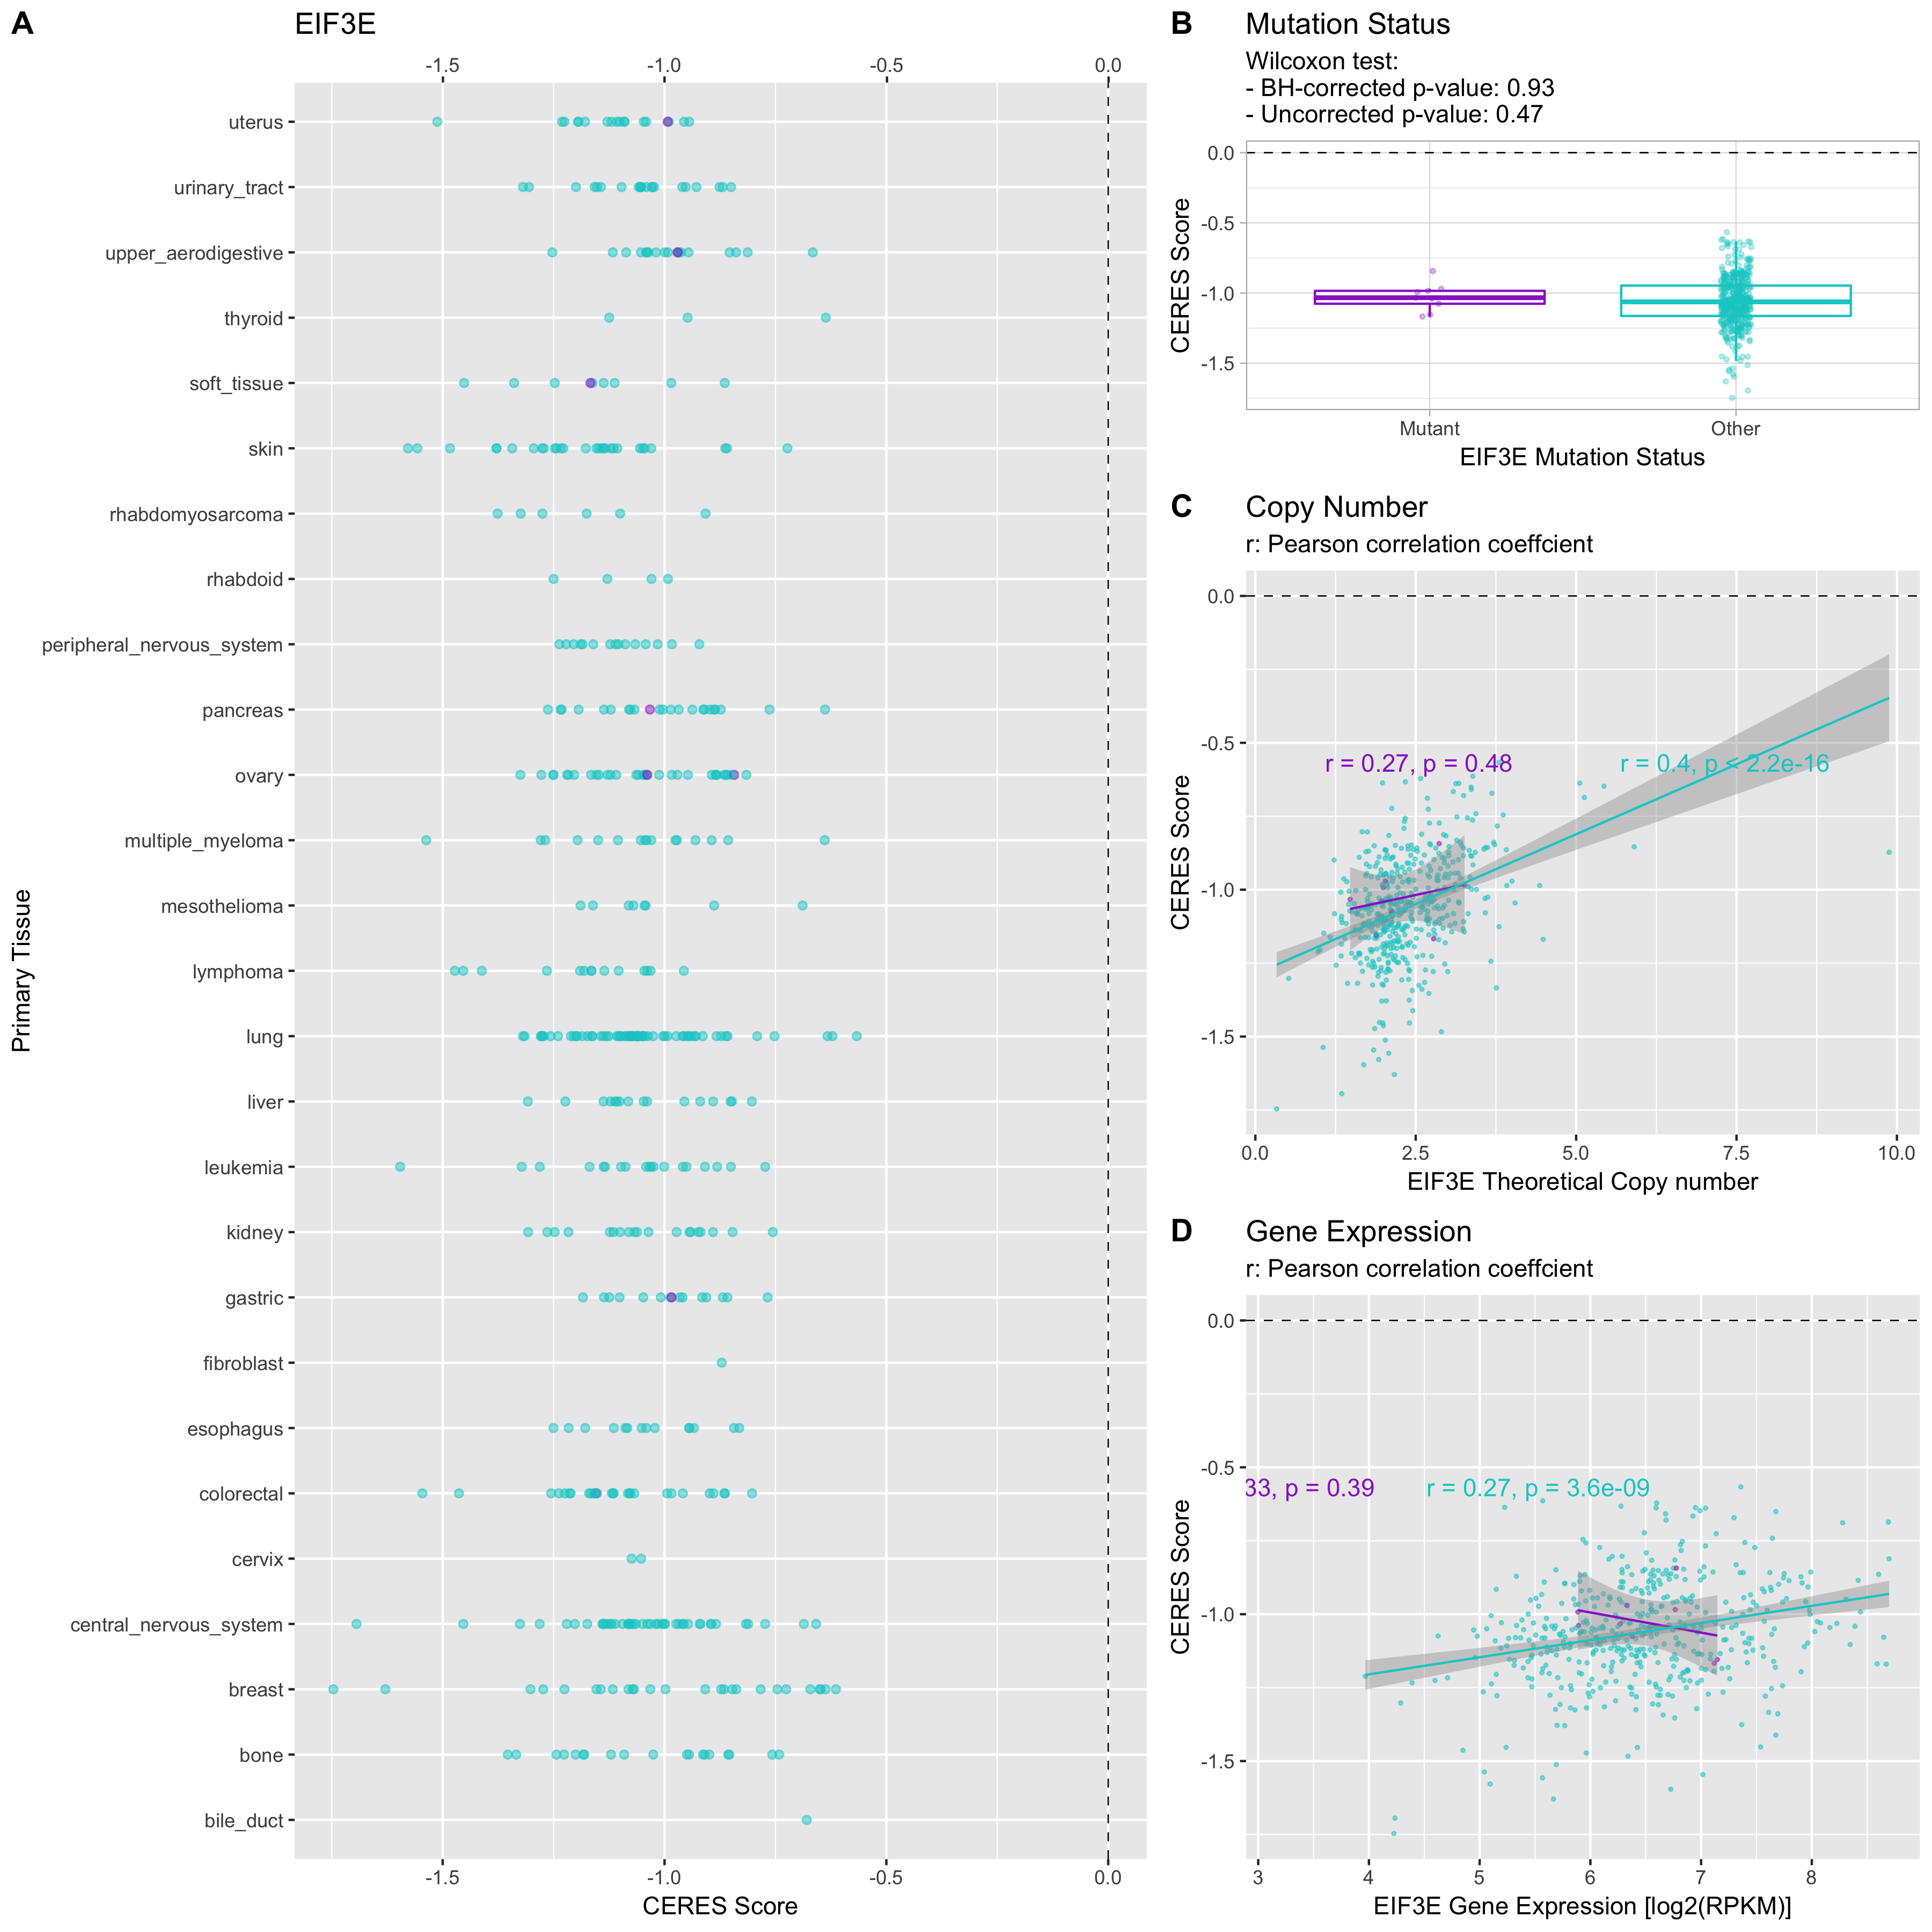 A
EIF3E
-1.5 -1.0 -0.5 0.0
Primary Tissue
uterus
urinary_tract
upper_aerodigestive
thyroid
soft_tissue
skin
rhabdomyosarcoma
rhabdoid
peripheral_nervous_system
pancreas
ovary
multiple_myeloma
mesothelioma
lymphoma
lung
liver
leukemia
kidney
gastric
fibroblast
esophagus
colorectal
cervix
central_nervous_system
breast
bone
bile_duct
-1.5 -1.0 -0.5 0.0
CERES Score
B
Mutation Status
Wilcoxon test:
- BH-corrected p-value: 0.93
- Uncorrected p-value: 0.47
CERES Score
0.0
-0.5
-1.0
-1.5
Mutant Other
EIF3E Mutation Status
C
Copy Number
r: Pearson correlation coeffcient
CERES Score
0.0
-0.5
-1.0
-1.5
r = 0.27, p = 0.48
r = 0.4, p < 2.2e-16
0.0 2.5 5.0 7.5 10.0
EIF3E Theoretical Copy number
D
Gene Expression
r: Pearson correlation coeffcient
CERES Score
0.0
-0.5
-1.0
-1.5
33, p = 0.39
r = 0.27, p = 3.6e-09
3 4 5 6 7 8
EIF3E Gene Expression [log2(RPKM)]